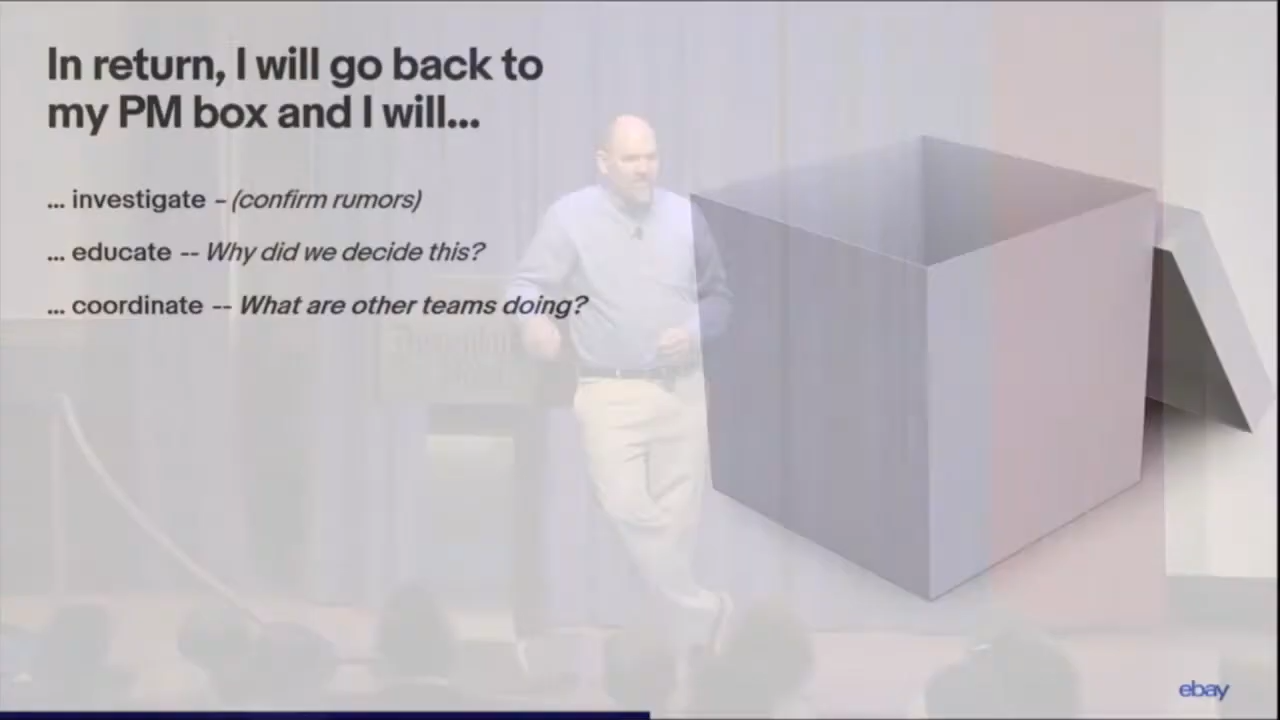 In return, I will go back to
my PM box and I will...
... investigate – (confirm rumors)
... educate -- Why did we decide this?
... coordinate -- What are other teams doing?
ebay